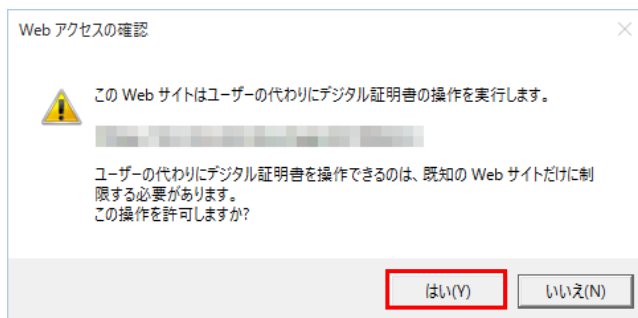 Web アクセスの確認
この Web サイトはユーザーの代わりにデジタル証明書の操作を実行します。
ユーザーの代わりにデジタル証明書を操作できるのは、既知の Web サイトだけに制
限する必要があります。
この操作を許可しますか?
はい(Y)
いいえ(N)